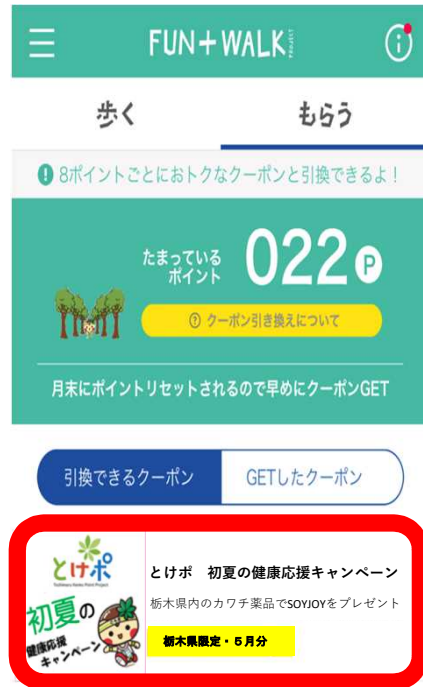 FUN+WALK PROJECT
歩く もらう
8ポイントごとにおトクなクーポンと引換できるよ！
たまっている
ポイント
022 P
クーポン引き換えについて
月末にポイントリセットされるので早めにクーポンGET
引換できるクーポン GETしたクーポン
とけポ
初夏の
健康応援
キャンペーン
とけポ 初夏の健康応援キャンペーン
栃木県内のカワチ薬品でSOYJOYをプレゼント
栃木県限定・５月分